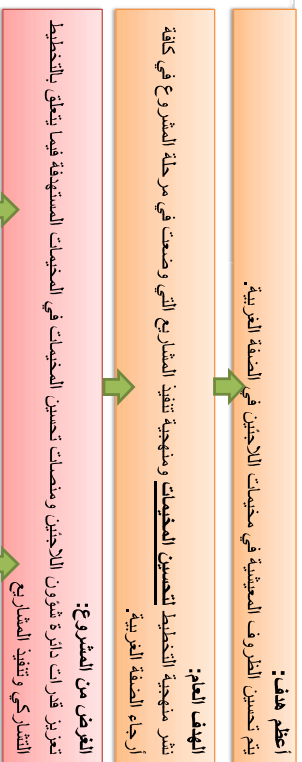 أعظم هدف:
يتم تحسين الظروف المعيشية في مخيمات اللاجئين في الضفة الغربية.
الهدف العام:
نشر منهجية التخطيط لتحسين المخيمات ومنهجية تنفيذ المشاريع التي وضعت في مرحلة المشروع في كافة
أرجاء الضفة الغربية.
الغرض من المشروع:
تعزيز قدرات دائرة شؤون اللاجئين ومنصات تحسين المخيمات في المخيمات المستهدفة فيما يتعلق بالتخطيط
التشاركي وتنفيذ المشاريع